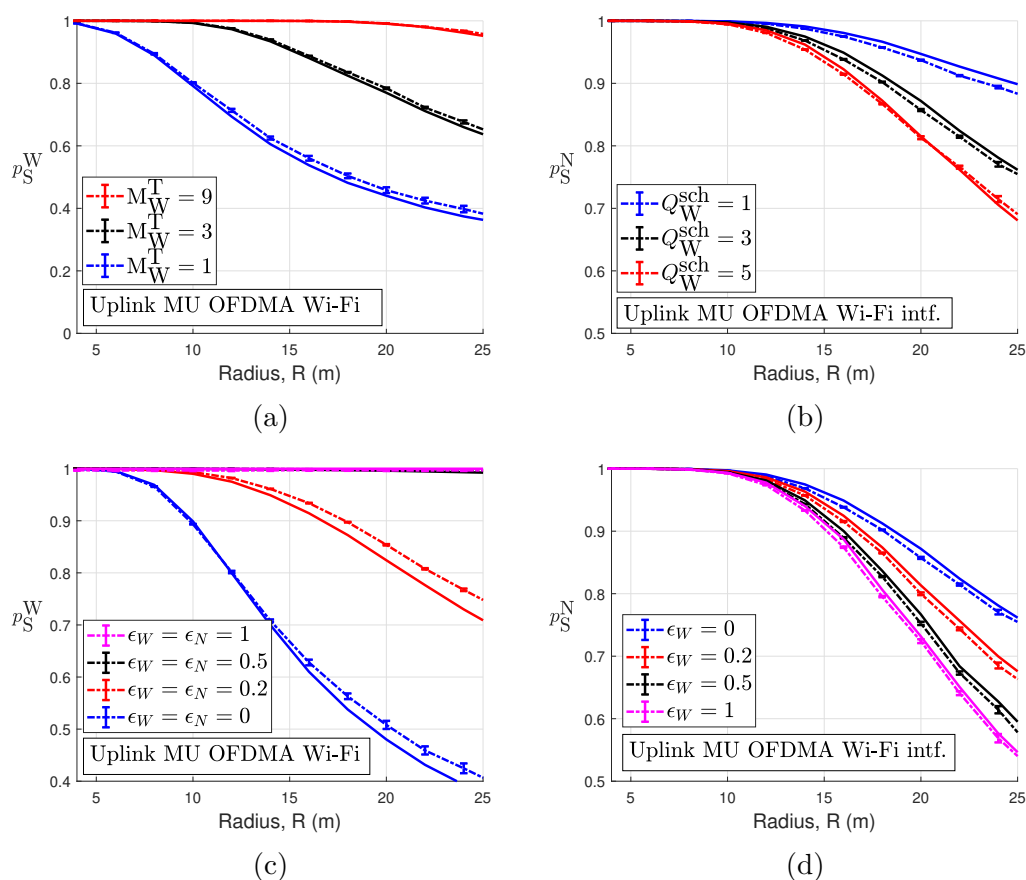 1
0.8
0.6
0.4
0.2
0
p_S^W
M_W^T = 9
M_W^T = 3
M_W^T = 1
Uplink MU OFDMA Wi-Fi
5 10 15 20 25
Radius, R (m)
(a)
1
0.9
0.8
0.7
0.6
0.5
p_S^N
Q_W^sch = 1
Q_W^sch = 3
Q_W^sch = 5
Uplink MU OFDMA Wi-Fi intf.
5 10 15 20 25
Radius, R (m)
(b)
1
0.9
0.8
0.7
0.6
0.5
0.4
p_S^W
ϵ_W = ϵ_N = 1
ϵ_W = ϵ_N = 0.5
ϵ_W = ϵ_N = 0.2
ϵ_W = ϵ_N = 0
Uplink MU OFDMA Wi-Fi
5 10 15 20 25
Radius, R (m)
(c)
1
0.9
0.8
0.7
0.6
0.5
p_S^N
ϵ_W = 0
ϵ_W = 0.2
ϵ_W = 0.5
ϵ_W = 1
Uplink MU OFDMA Wi-Fi intf.
5 10 15 20 25
Radius, R (m)
(d)